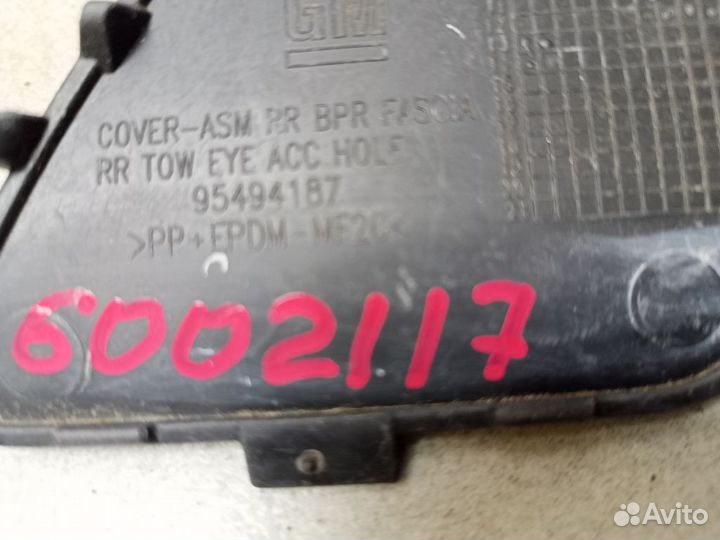 GM
COVER-ASM RR BPR FASCIA
RR TOW EYE ACC HOLE
95494187
>PP+EPDM-MF20<
6002117
Avito